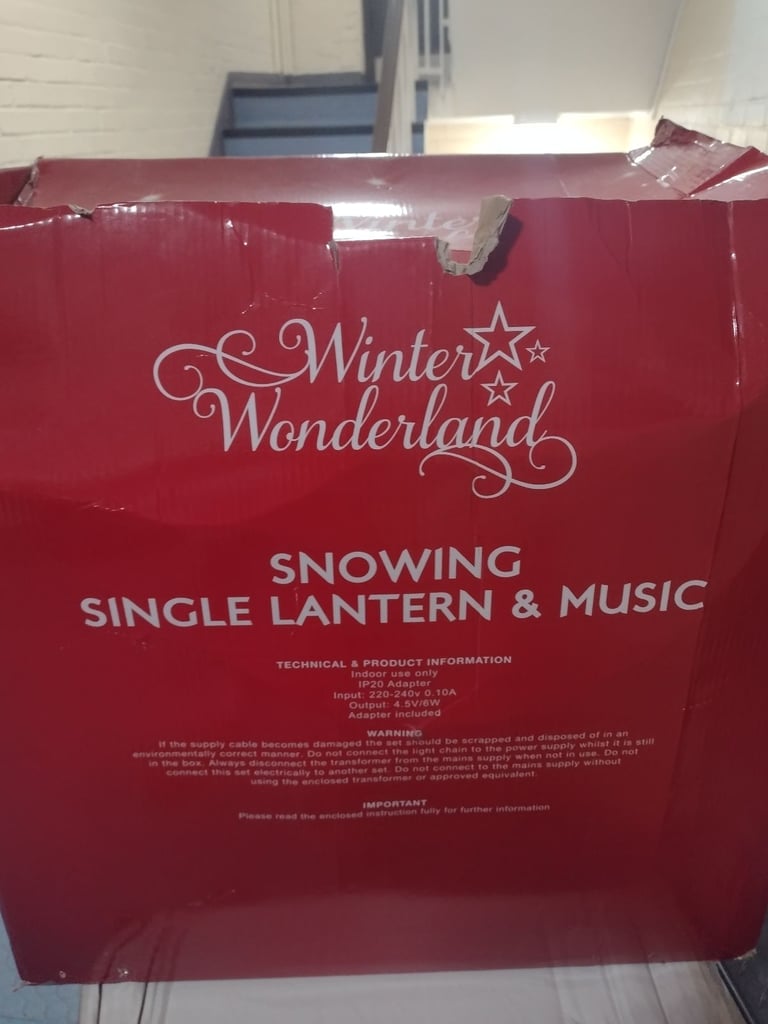 Winter
Wonderland
SNOWING
SINGLE LANTERN & MUSIC
TECHNICAL & PRODUCT INFORMATION
Indoor use only
IP20 Adapter
Input: 220-240v 0.10A
Output: 4.5V/6W
Adapter included
WARNING
If the supply cable becomes damaged the set should be scrapped and disposed of in an
environmentally correct manner. Do not connect the light chain to the power supply whilst it is still
in the box. Always disconnect the transformer from the mains supply when not in use. Do not
connect this set electrically to another set. Do not connect to the mains supply without
using the enclosed transformer or approved equivalent.
IMPORTANT
Please read the enclosed instruction fully for further information